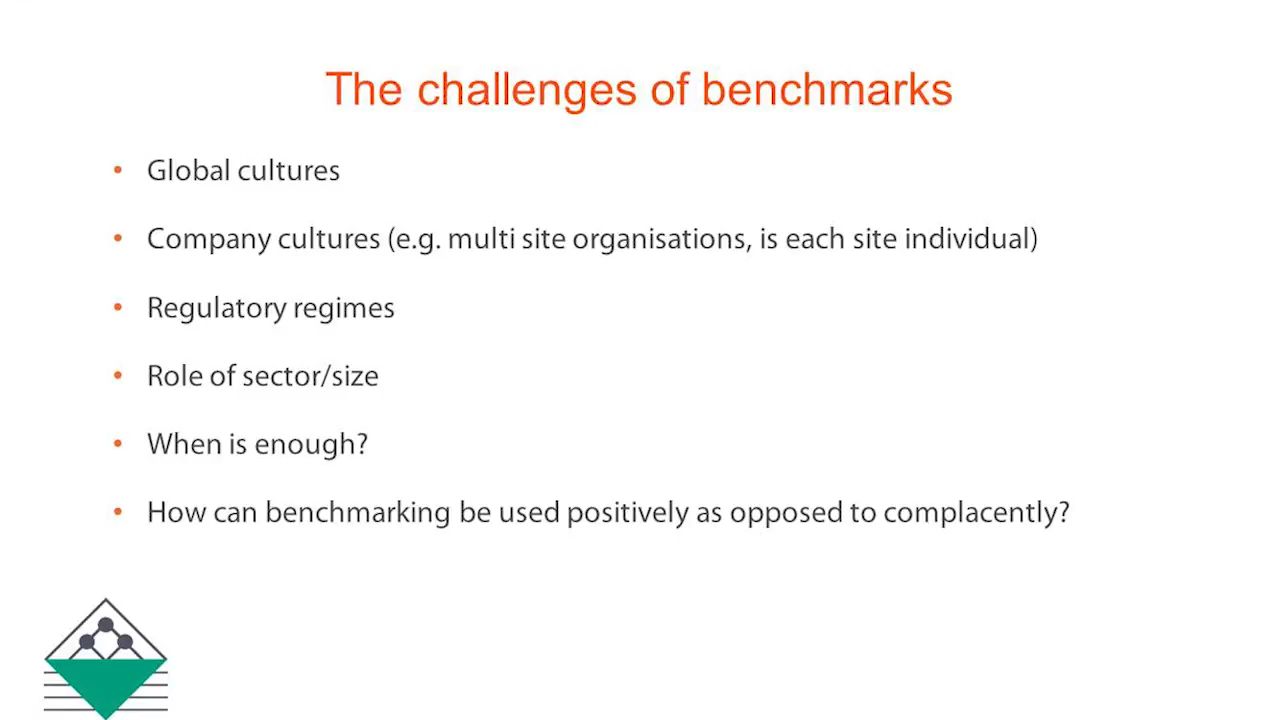 The challenges of benchmarks
• Global cultures
• Company cultures (e.g. multi site organisations, is each site individual)
• Regulatory regimes
• Role of sector/size
• When is enough?
• How can benchmarking be used positively as opposed to complacently?